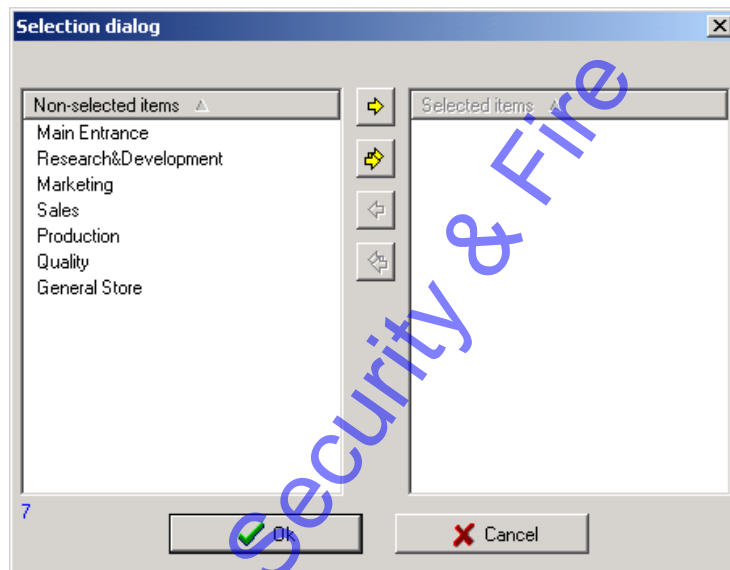 Selection dialog
Non-selected items
Selected items
Main Entrance
Research&Development
Marketing
Sales
Production
Quality
General Store
7
Ok
Cancel
Security & Fire